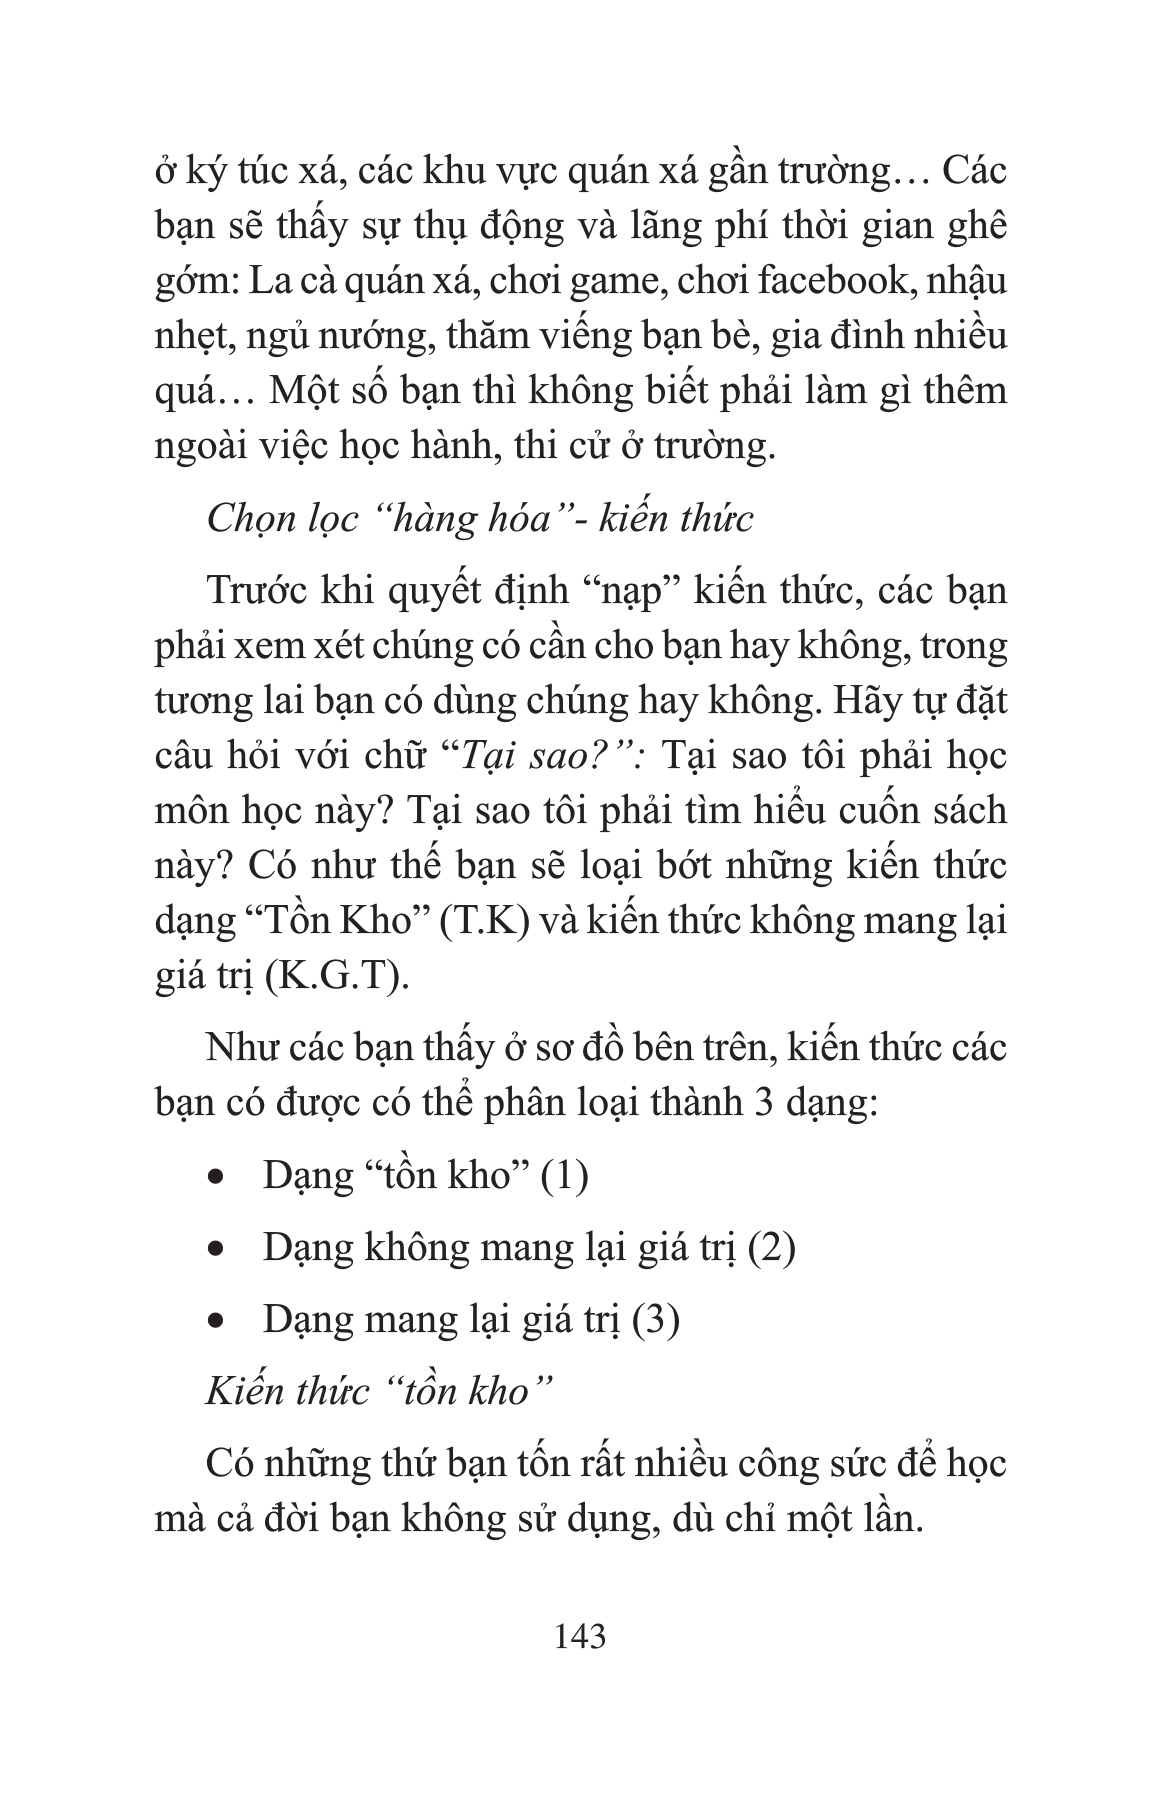 ở ký túc xá, các khu vực quán xá gần trường… Các
bạn sẽ thấy sự thụ động và lãng phí thời gian ghê
gớm: La cà quán xá, chơi game, chơi facebook, nhậu
nhẹt, ngủ nướng, thăm viếng bạn bè, gia đình nhiều
quá… Một số bạn thì không biết phải làm gì thêm
ngoài việc học hành, thi cử ở trường.
Chọn lọc “hàng hóa”- kiến thức
Trước khi quyết định “nạp” kiến thức, các bạn
phải xem xét chúng có cần cho bạn hay không, trong
tương lai bạn có dùng chúng hay không. Hãy tự đặt
câu hỏi với chữ “Tại sao?”: Tại sao tôi phải học
môn học này? Tại sao tôi phải tìm hiểu cuốn sách
này? Có như thế bạn sẽ loại bớt những kiến thức
dạng “Tồn Kho” (T.K) và kiến thức không mang lại
giá trị (K.G.T).
Như các bạn thấy ở sơ đồ bên trên, kiến thức các
bạn có được có thể phân loại thành 3 dạng:
• Dạng “tồn kho” (1)
• Dạng không mang lại giá trị (2)
• Dạng mang lại giá trị (3)
Kiến thức “tồn kho”
Có những thứ bạn tốn rất nhiều công sức để học
mà cả đời bạn không sử dụng, dù chỉ một lần.
143